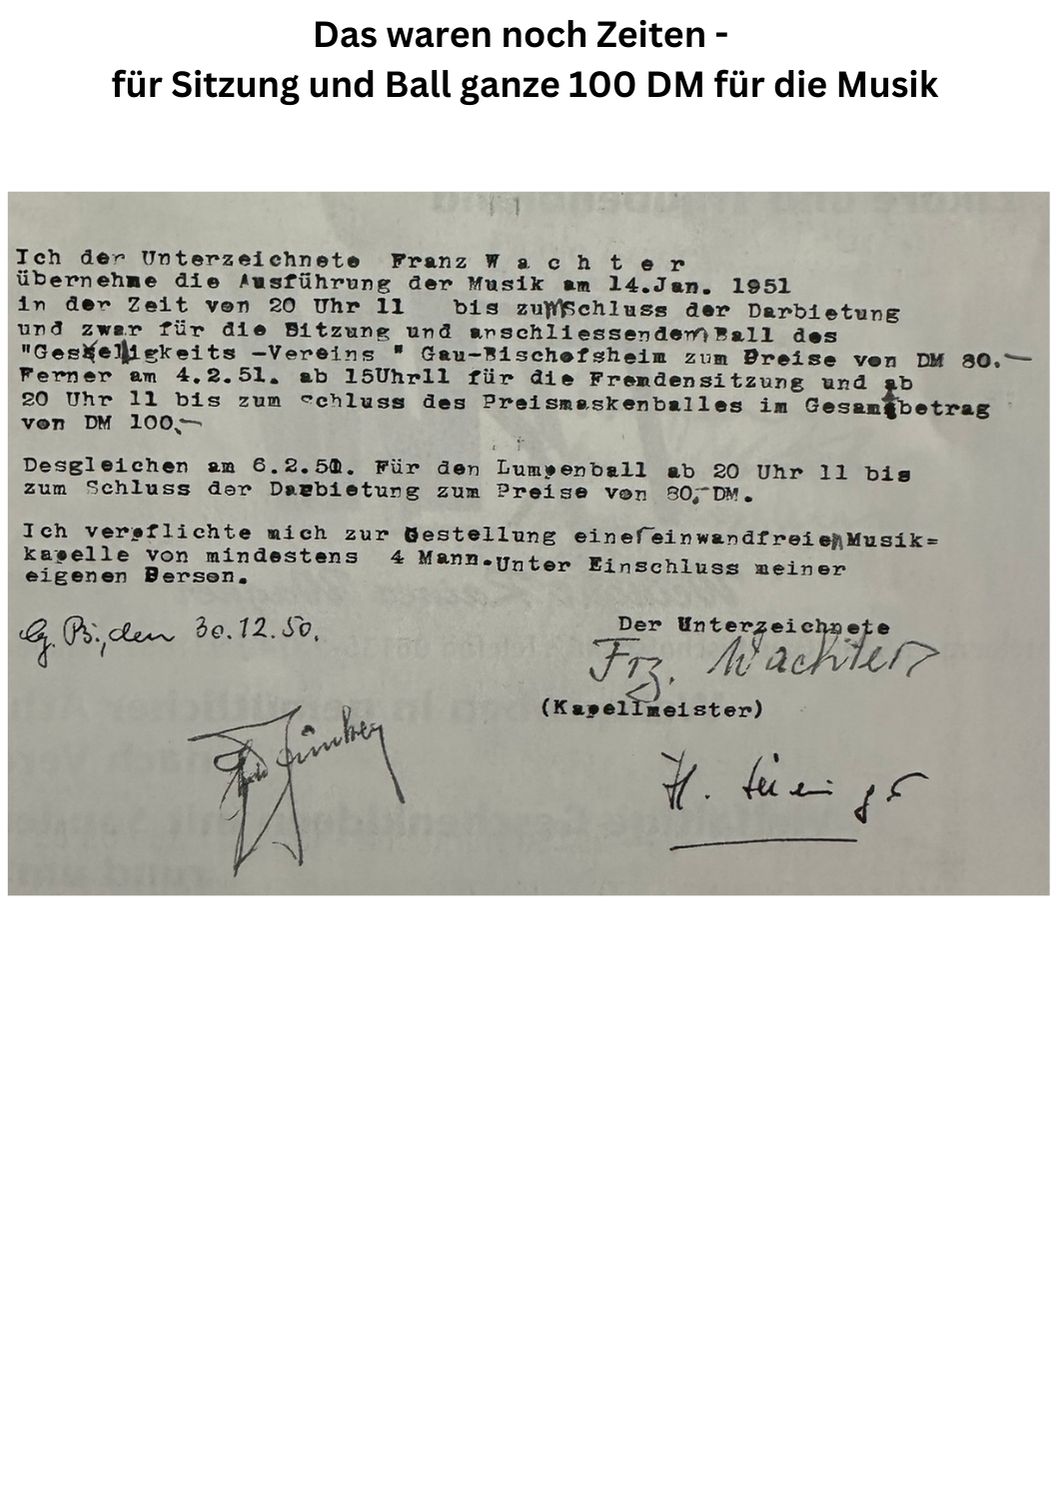 Das waren noch Zeiten -
für Sitzung und Ball ganze 100 DM für die Musik
Ich der Unterzeichnete Franz W a c h t e r
übernehme die Ausführung der Musik am 14.Jan. 1951
in der Zeit von 20 Uhr 11 bis zum Schluss der Darbietung
und zwar für die Sitzung und anschliessenden Ball des
"Geselligkeits -Vereins " Gau-Bischofsheim zum Preise von DM 80.—
Ferner am 4.2.51. ab 15Uhr11 für die Fremdensitzung und ab
20 Uhr 11 bis zum Schluss des Preismaskenballes im Gesamtbetrag
von DM 100.—
Desgleichen am 6.2.51. Für den Lumpenball ab 20 Uhr 11 bis
zum Schluss der Darbietung zum Preise von 80,- DM.
Ich verpflichte mich zur Gestellung einer einwandfreien Musik=
kapelle von mindestens 4 Mann. Unter Einschluss meiner
eigenen Person.
G. Bi, den 30.12.50.
Der Unterzeichnete
Frz. Wachter
(Kapellmeister)
H.